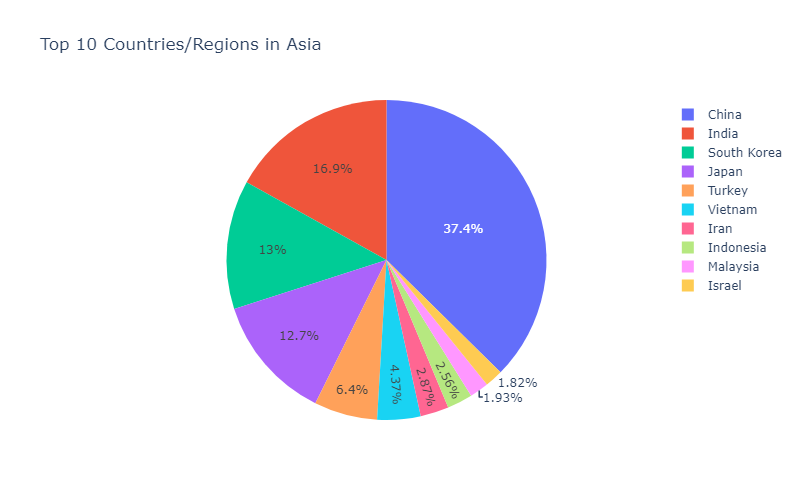 Top 10 Countries/Regions in Asia
China
India
South Korea
Japan
Turkey
Vietnam
Iran
Indonesia
Malaysia
Israel
37.4%
16.9%
13%
12.7%
6.4%
4.37%
2.87%
2.56%
1.93%
1.82%